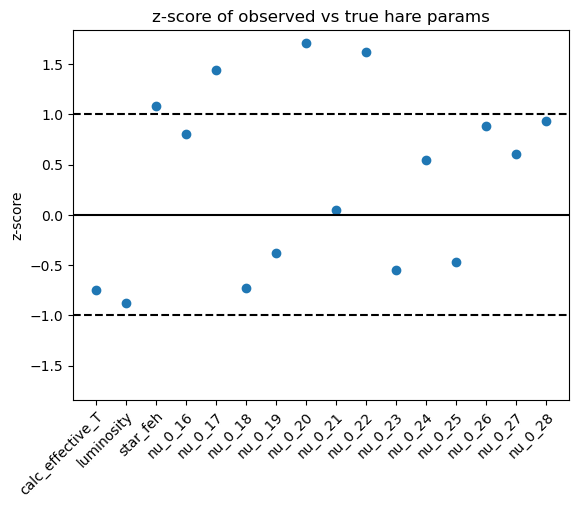 z-score of observed vs true hare params
z-score
1.5
1.0
0.5
0.0
−0.5
−1.0
−1.5
calc_effective_T
luminosity
star_feh
nu_0_16
nu_0_17
nu_0_18
nu_0_19
nu_0_20
nu_0_21
nu_0_22
nu_0_23
nu_0_24
nu_0_25
nu_0_26
nu_0_27
nu_0_28